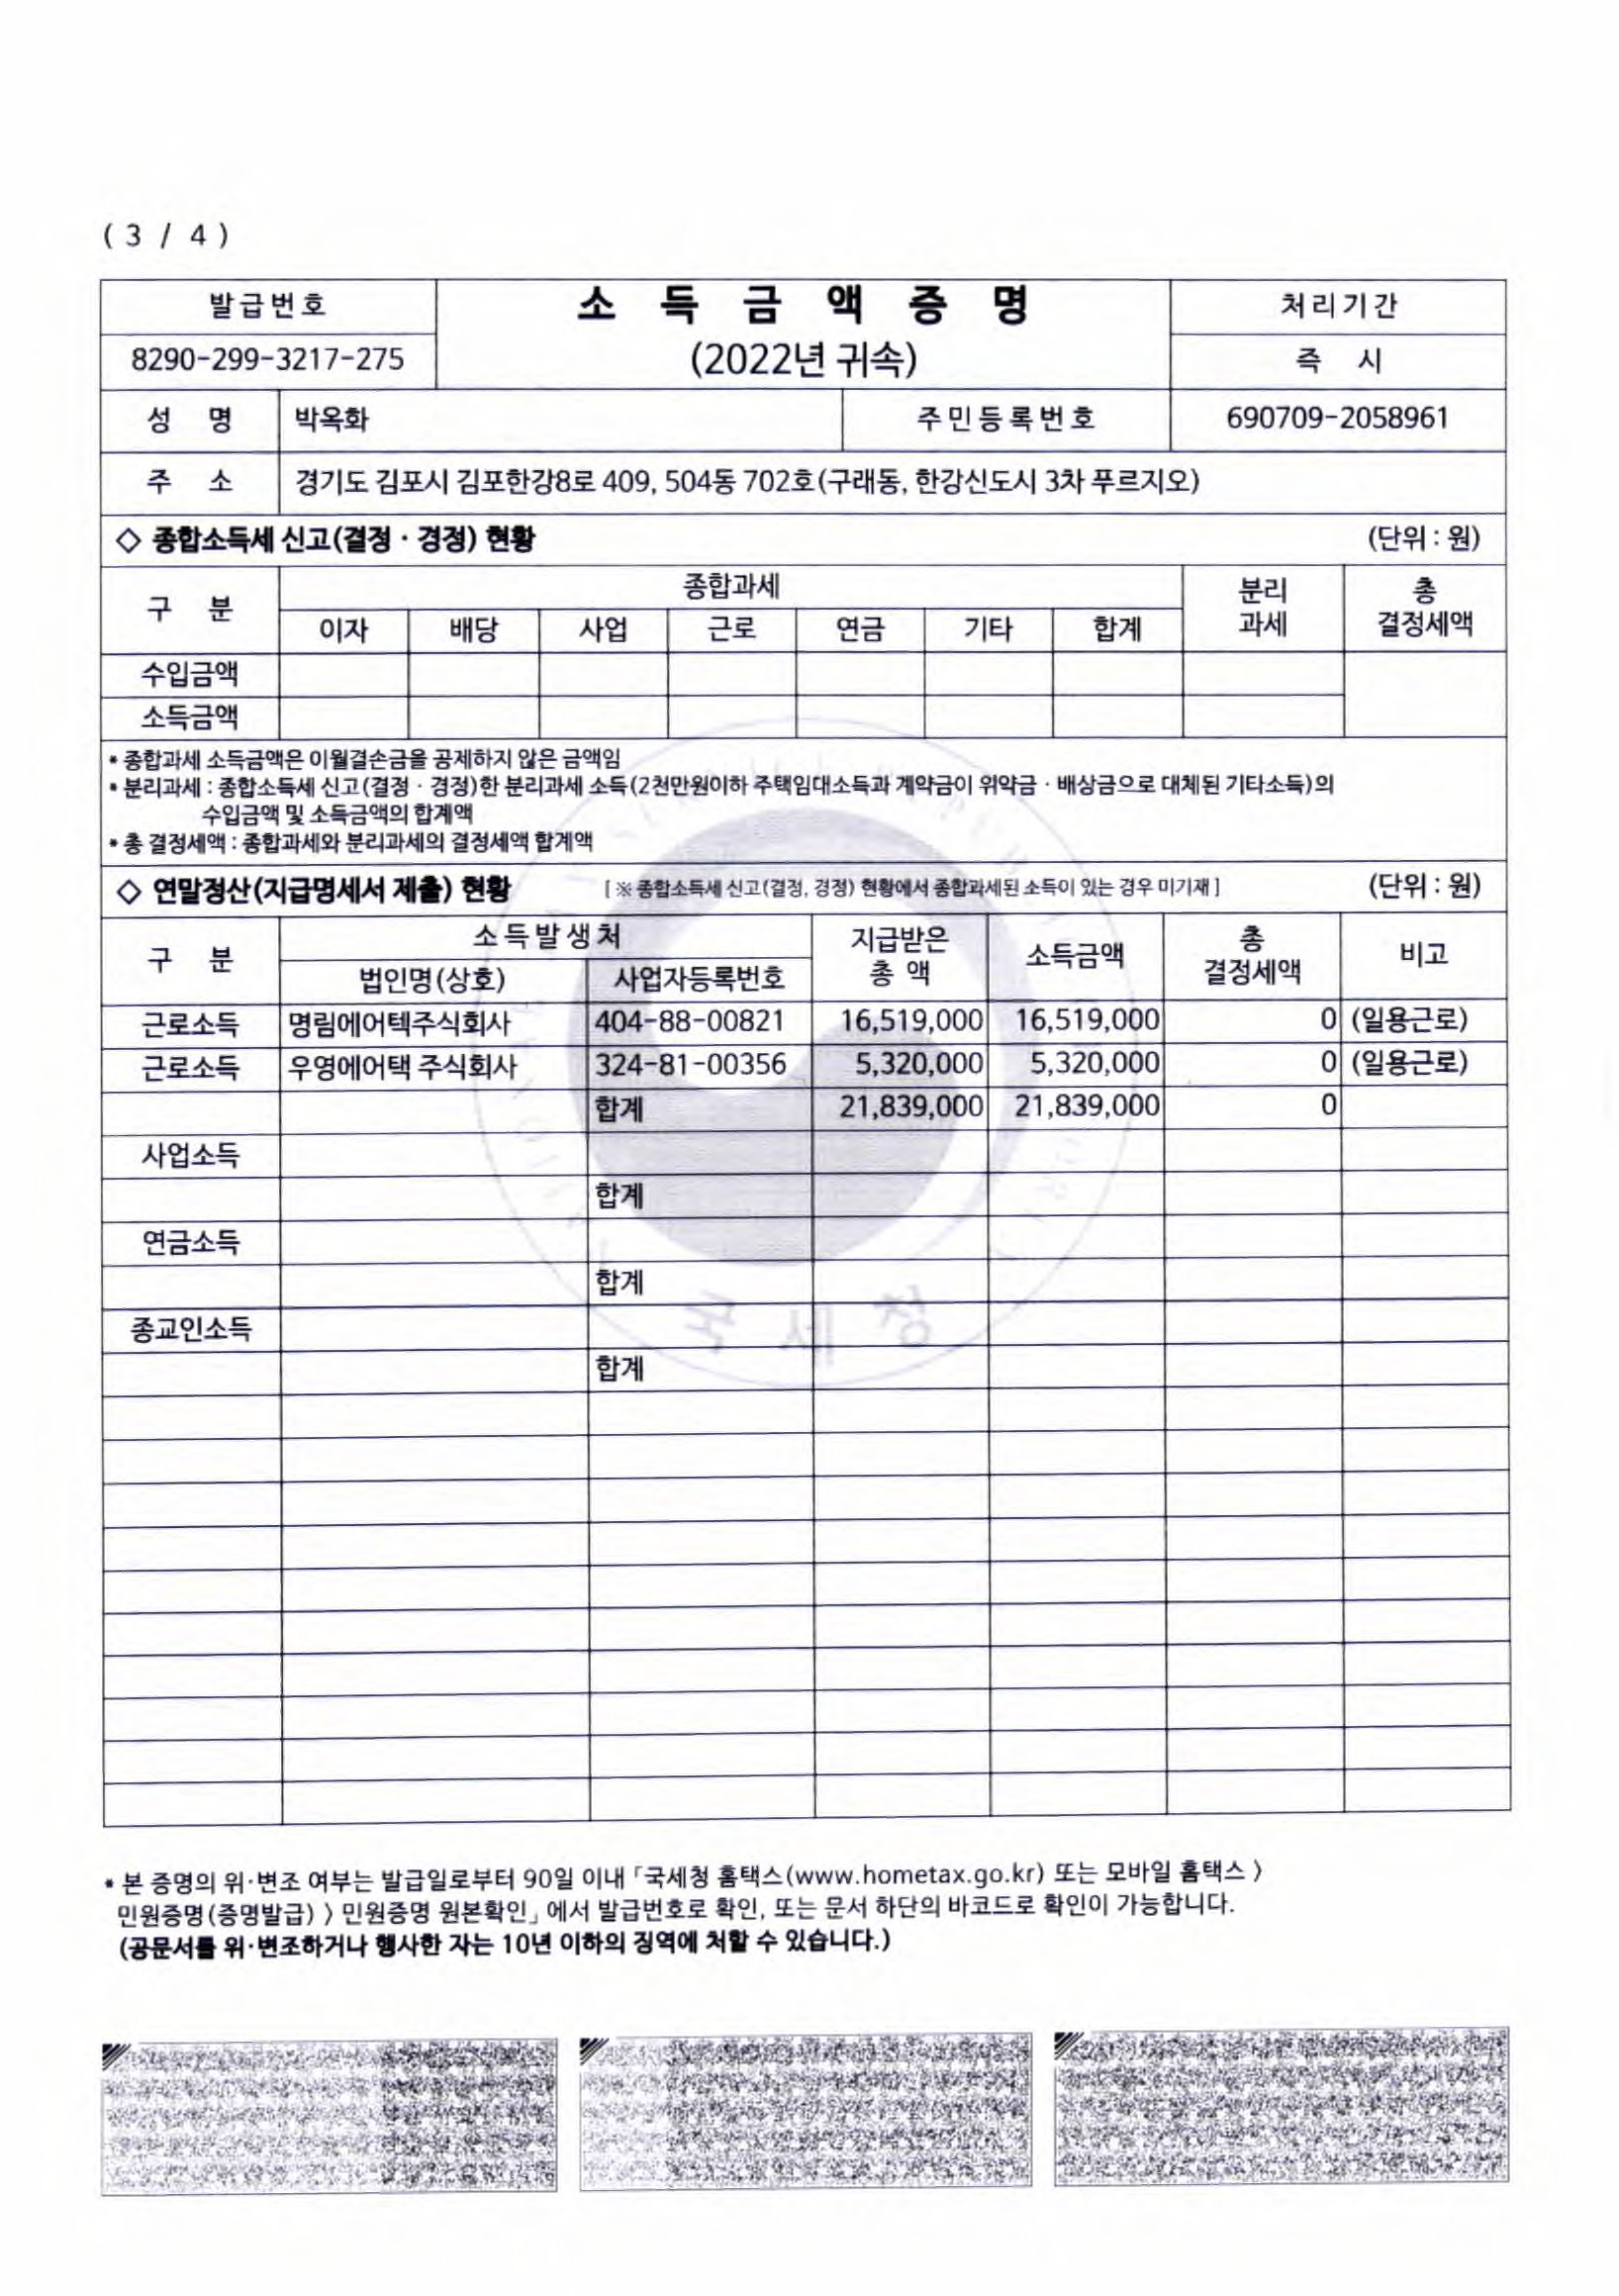 ( 3 / 4 )
발급번호
소 득 금 액 증 명
처리기간
8290-299-3217-275
(2022년 귀속)
즉 시
성 명 박옥화 주민등록번호 690709-2058961
주 소 경기도 김포시 김포한강8로 409, 504동 702호(구래동, 한강신도시 3차 푸르지오)
◇ 종합소득세 신고(결정ㆍ경정) 현황 (단위 : 원)
구 분 종합과세 분리과세 총결정세액
이자 배당 사업 근로 연금 기타 합계
수입금액
소득금액
* 종합과세 소득금액은 이월결손금을 공제하지 않은 금액임
* 분리과세 : 종합소득세 신고(결정ㆍ경정)한 분리과세 소득(2천만원이하 주택임대소득과 계약금이 위약금ㆍ배상금으로 대체된 기타소득)의
수입금액 및 소득금액의 합계액
* 총 결정세액 : 종합과세와 분리과세의 결정세액 합계액
◇ 연말정산(지급명세서 제출) 현황 [ ※ 종합소득세 신고(결정, 경정) 현황에서 종합과세된 소득이 있는 경우 미기재 ] (단위 : 원)
구 분 소득발생처 지급받은 총 액 소득금액 총 결정세액 비고
법인명(상호) 사업자등록번호
근로소득 명림에어텍주식회사 404-88-00821 16,519,000 16,519,000 0 (일용근로)
근로소득 우영에어택 주식회사 324-81-00356 5,320,000 5,320,000 0 (일용근로)
합계 21,839,000 21,839,000 0
사업소득
합계
연금소득
합계
국 세 청
종교인소득
합계
* 본 증명의 위·변조 여부는 발급일로부터 90일 이내 「국세청 홈택스(www.hometax.go.kr) 또는 모바일 홈택스 〉
민원증명(증명발급) 〉 민원증명 원본확인」에서 발급번호로 확인, 또는 문서 하단의 바코드로 확인이 가능합니다.
(공문서를 위·변조하거나 행사한 자는 10년 이하의 징역에 처할 수 있습니다.)